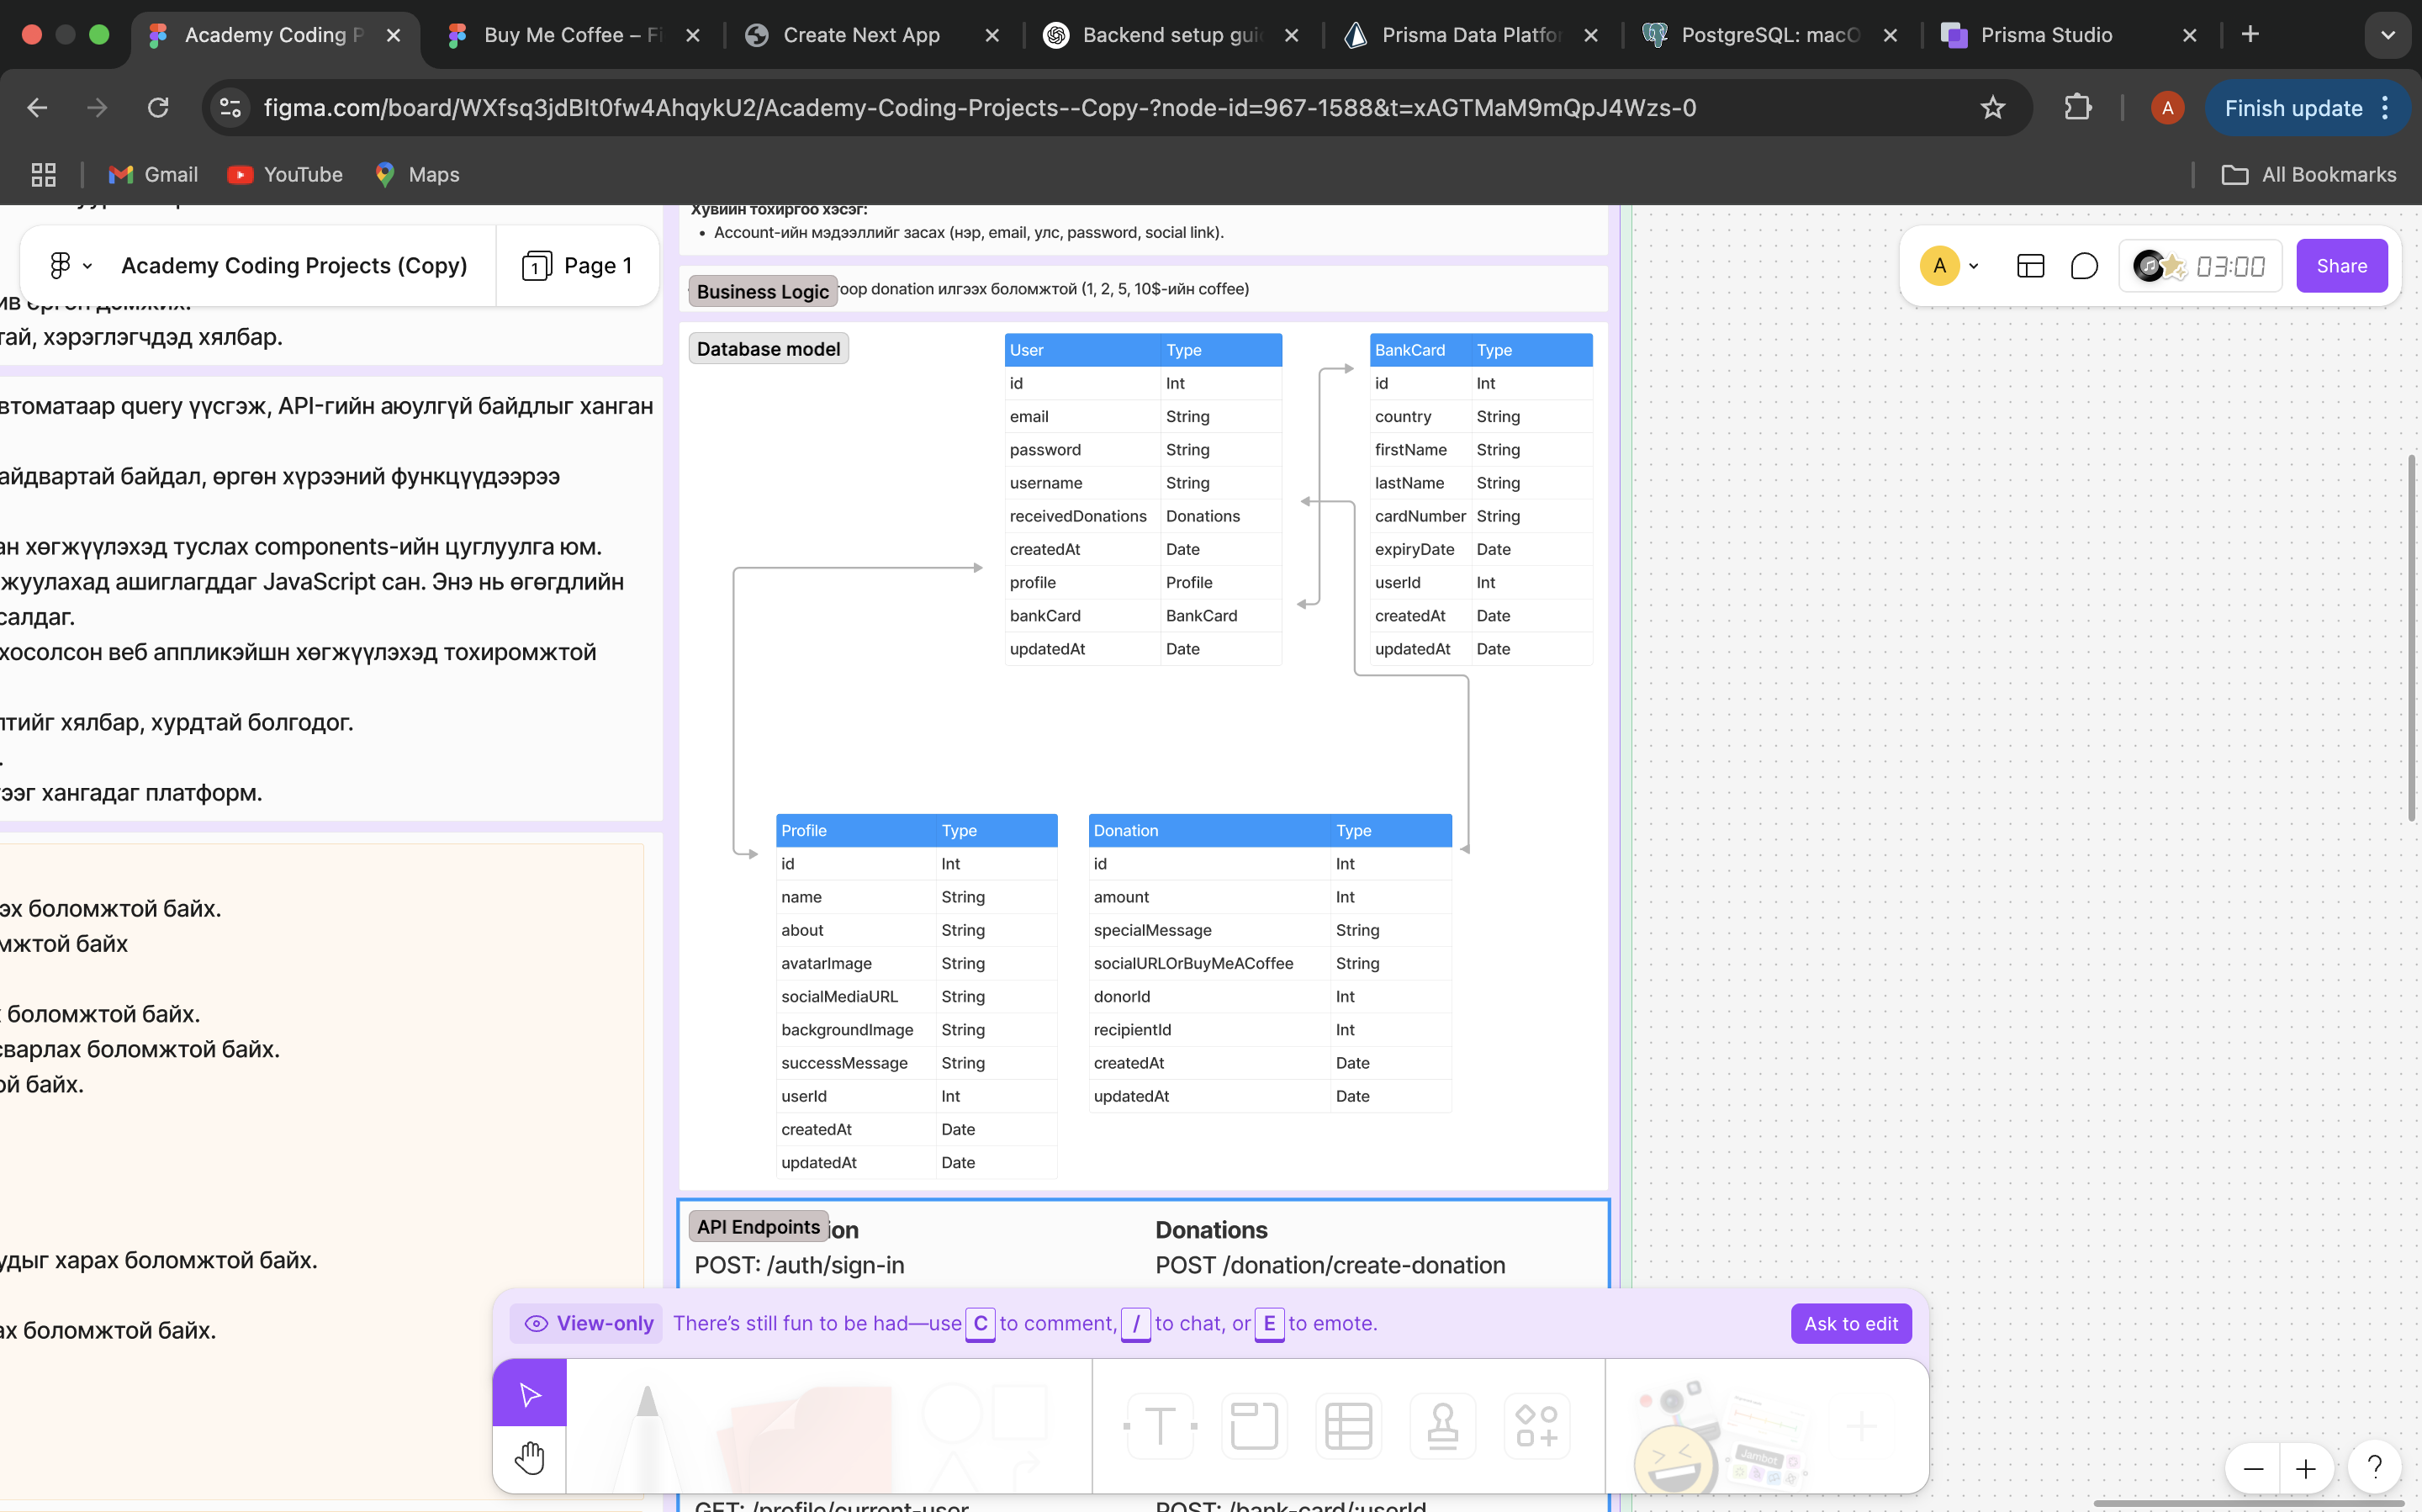 Academy Coding P
Buy Me Coffee – Fi
Create Next App
Backend setup gui
Prisma Data Platfor
PostgreSQL: macO
Prisma Studio
figma.com/board/WXfsq3jdBIt0fw4AhqykU2/Academy-Coding-Projects--Copy-?node-id=967-1588&t=xAGTMaM9mQpJ4Wzs-0
A
Finish update
Gmail
YouTube
Maps
All Bookmarks
Academy Coding Projects (Copy)
1
Page 1
A
03:00
Share
тай, хэрэглэгчдэд хялбар.
втоматаар query үүсгэж, API-гийн аюулгүй байдлыг ханган
айдвартай байдал, өргөн хүрээний функцүүдээрээ
ан хөгжүүлэхэд туслах components-ийн цуглуулга юм.
жуулахад ашиглагддаг JavaScript сан. Энэ нь өгөгдлийн
салдаг.
хосолсон веб аппликэйшн хөгжүүлэхэд тохиромжтой
лтийг хялбар, хурдтай болгодог.
.
ээг хангадаг платформ.
эх боломжтой байх.
мжтой байх
боломжтой байх.
сварлах боломжтой байх.
ой байх.
удыг харах боломжтой байх.
ах боломжтой байх.
Хувийн тохиргоо хэсэг:
• Account-ийн мэдээллийг засах (нэр, email, улс, password, social link).
Business Logic
роор donation илгээх боломжтой (1, 2, 5, 10$-ийн coffee)
Database model
User Type
id Int
email String
password String
username String
receivedDonations Donations
createdAt Date
profile Profile
bankCard BankCard
updatedAt Date
BankCard Type
id Int
country String
firstName String
lastName String
cardNumber String
expiryDate Date
userId Int
createdAt Date
updatedAt Date
Profile Type
id Int
name String
about String
avatarImage String
socialMediaURL String
backgroundImage String
successMessage String
userId Int
createdAt Date
updatedAt Date
Donation Type
id Int
amount Int
specialMessage String
socialURLOrBuyMeACoffee String
donorId Int
recipientId Int
createdAt Date
updatedAt Date
API Endpoints
ion
POST: /auth/sign-in
Donations
POST /donation/create-donation
View-only
There's still fun to be had—use C to comment, / to chat, or E to emote.
Ask to edit
Jambot
GET: /profile/current-user
POST: /bank-card/:userId
?